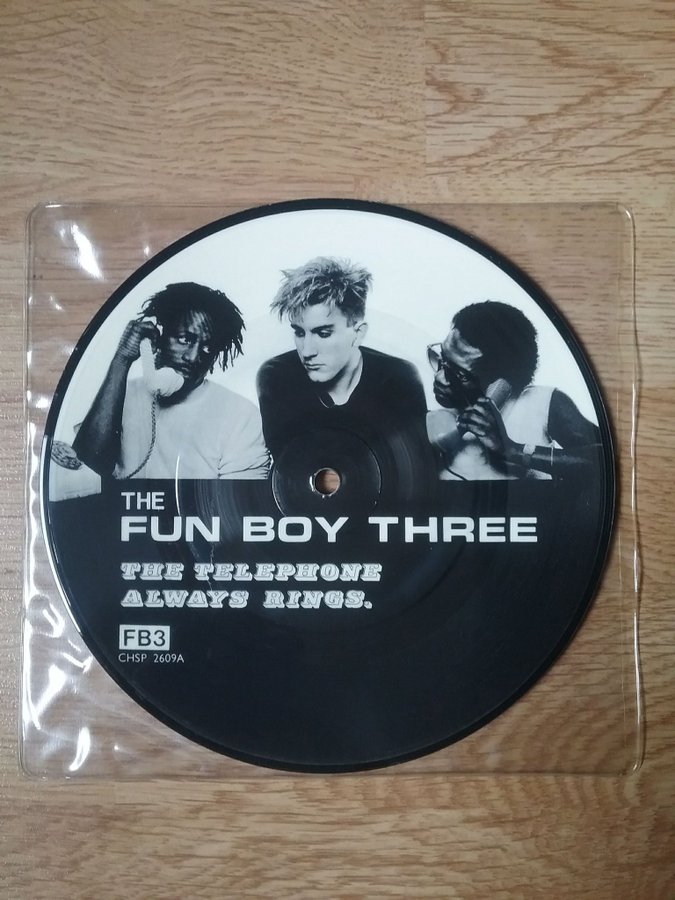 THE
FUN BOY THREE
THE TELEPHONE
ALWAYS RINGS.
FB3
CHSP 2609A